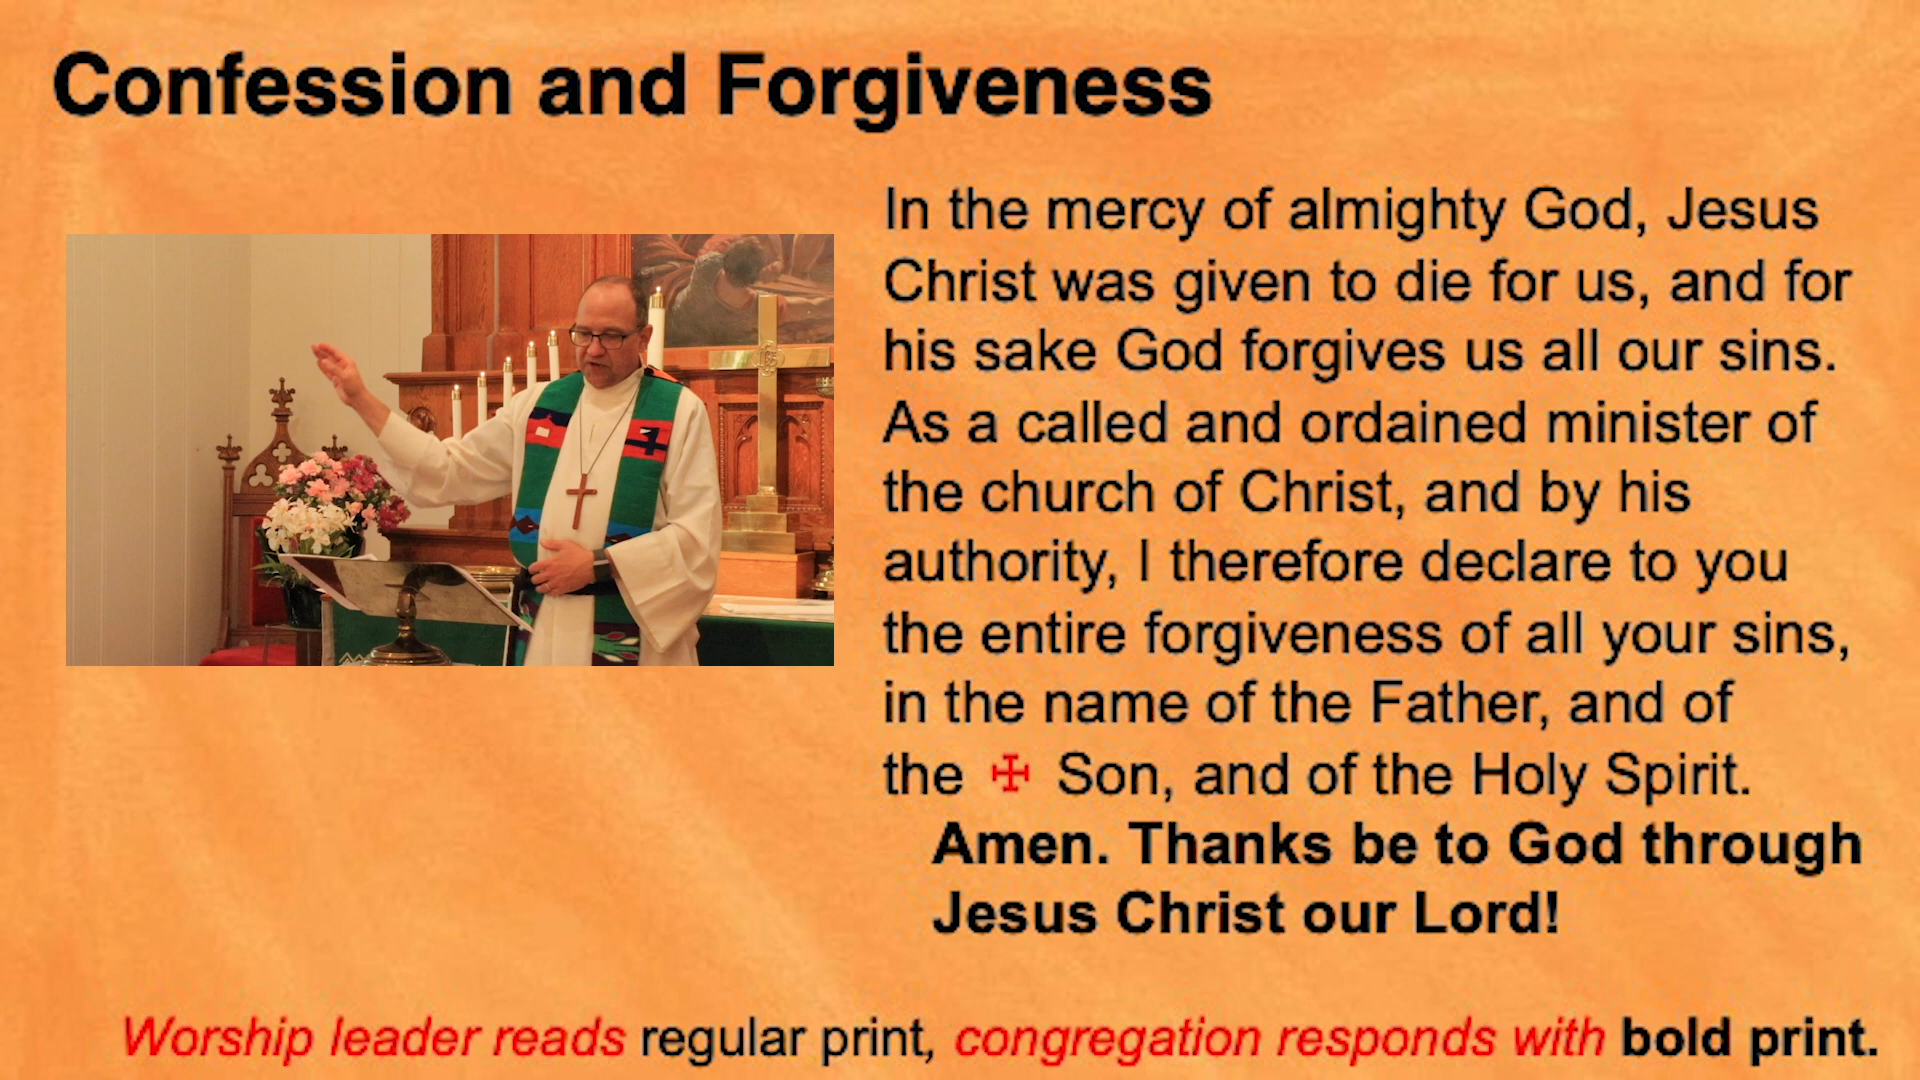 Confession and Forgiveness
In the mercy of almighty God, Jesus
Christ was given to die for us, and for
his sake God forgives us all our sins.
As a called and ordained minister of
the church of Christ, and by his
authority, I therefore declare to you
the entire forgiveness of all your sins,
in the name of the Father, and of
the ☩ Son, and of the Holy Spirit.
Amen. Thanks be to God through
Jesus Christ our Lord!
Worship leader reads regular print, congregation responds with bold print.